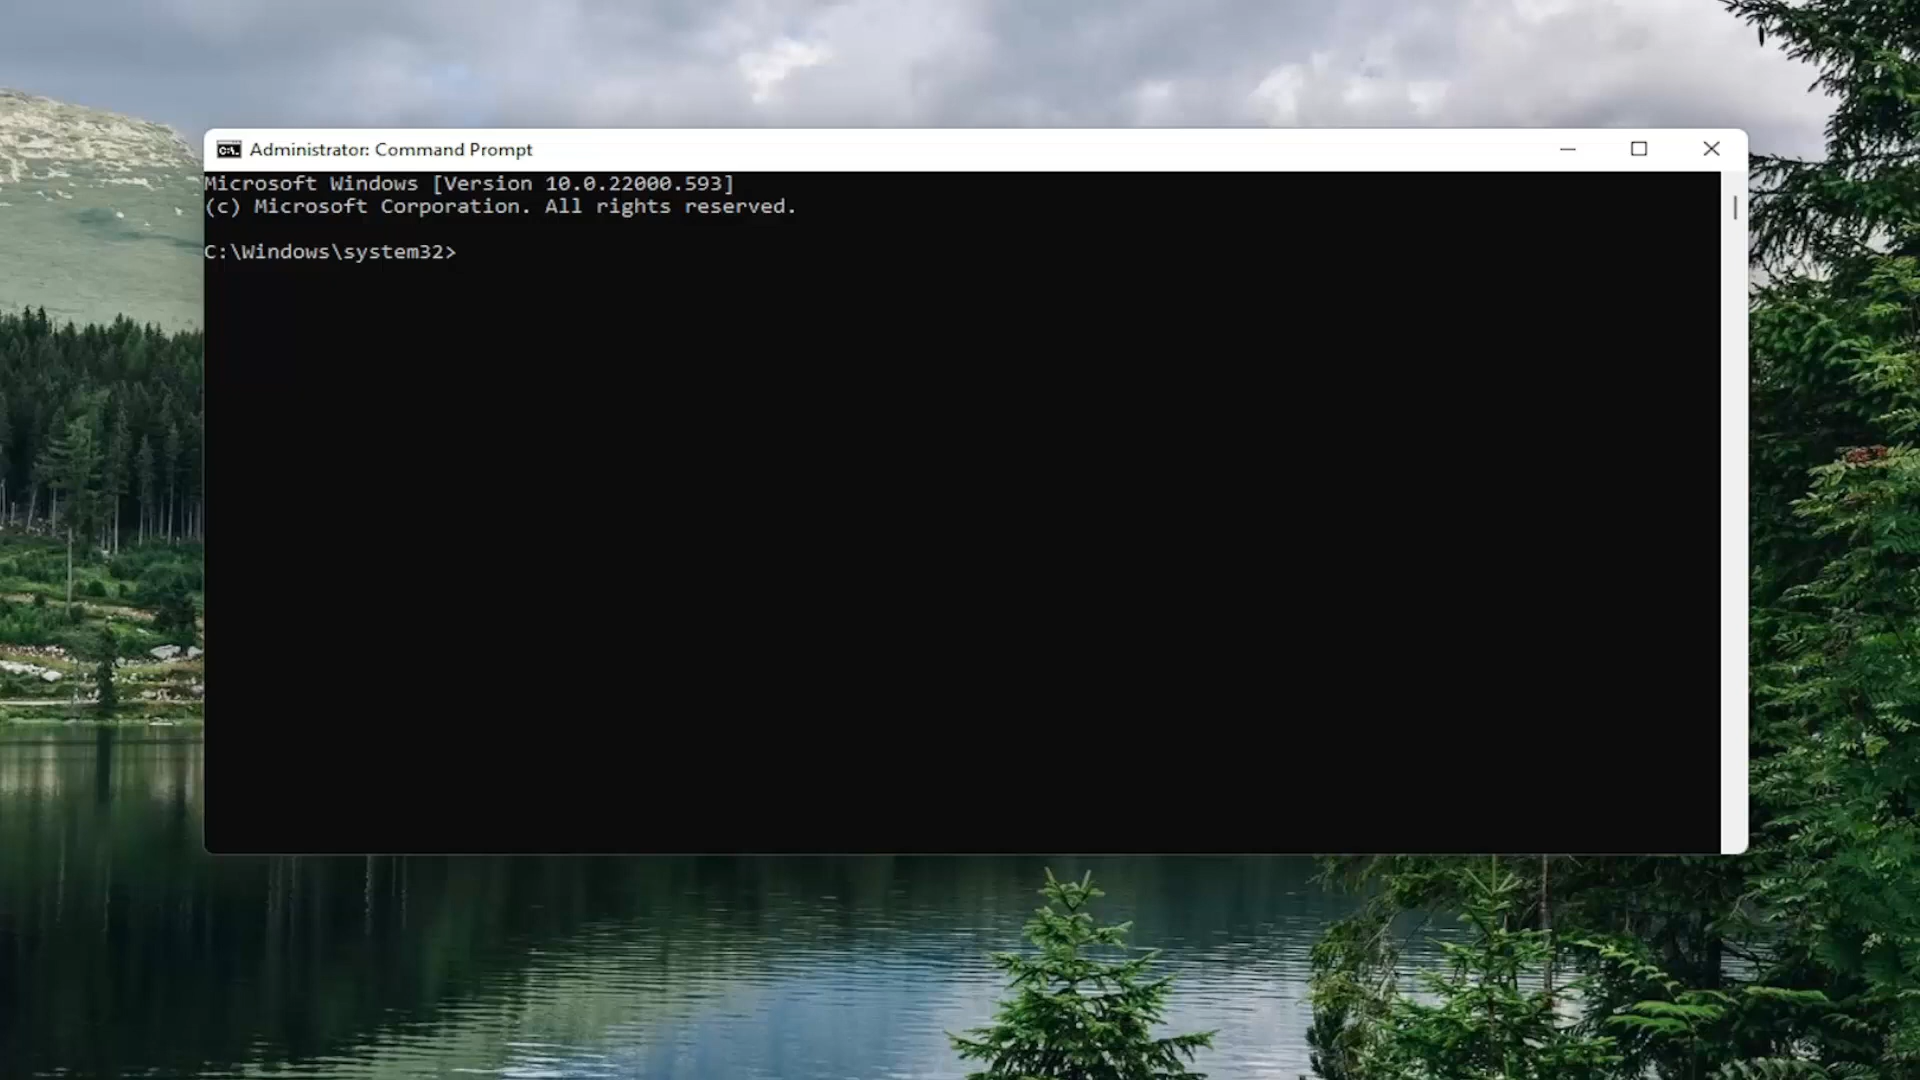 Administrator: Command Prompt
Microsoft Windows [Version 10.0.22000.593]
(c) Microsoft Corporation. All rights reserved.
C:\Windows\system32>